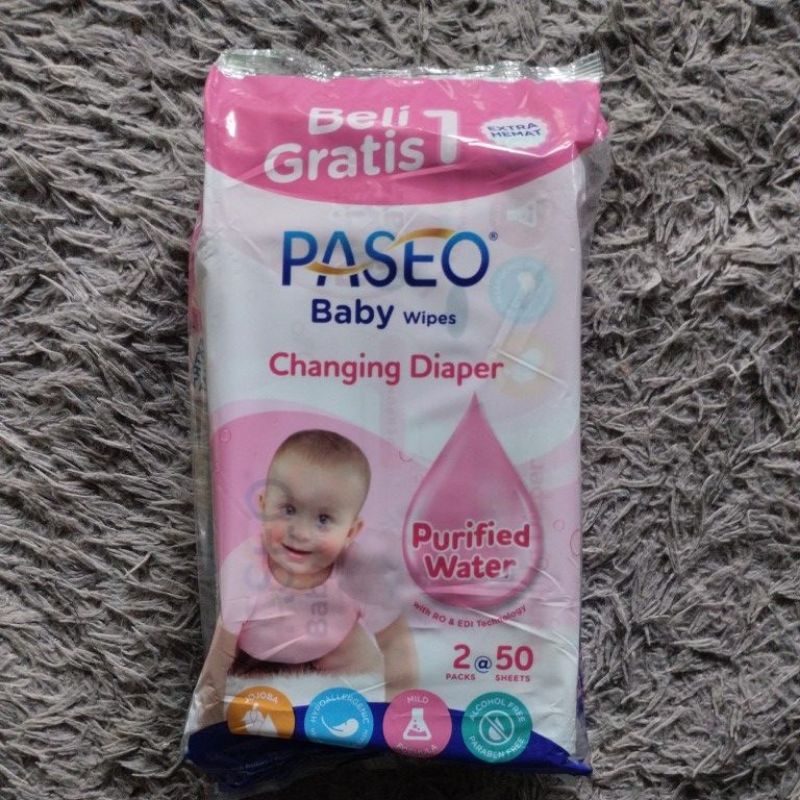 Beli
Gratis 1
EXTRA
HEMAT
PASEO®
Baby Wipes
Changing Diaper
Purified
Water
with RO & EDI Technology
2 @ 50
PACKS SHEETS
JOJOBA
HYPOALLERGENIC
MILD
FORMULA
ALCOHOL FREE
PARABEN FREE